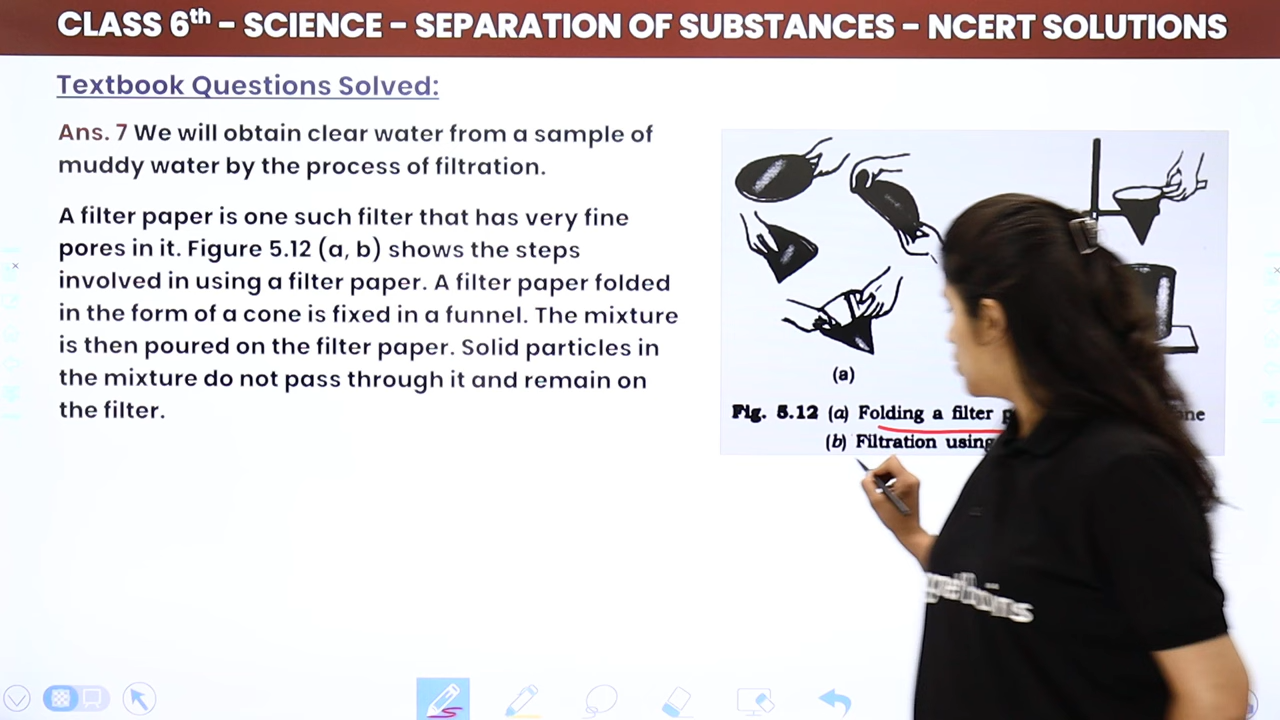 CLASS 6th – SCIENCE – SEPARATION OF SUBSTANCES – NCERT SOLUTIONS
Textbook Questions Solved:
Ans. 7 We will obtain clear water from a sample of
muddy water by the process of filtration.
A filter paper is one such filter that has very fine
pores in it. Figure 5.12 (a, b) shows the steps
involved in using a filter paper. A filter paper folded
in the form of a cone is fixed in a funnel. The mixture
is then poured on the filter paper. Solid particles in
the mixture do not pass through it and remain on
the filter.
(a)
Fig. 5.12 (a) Folding a filter
(b) Filtration using